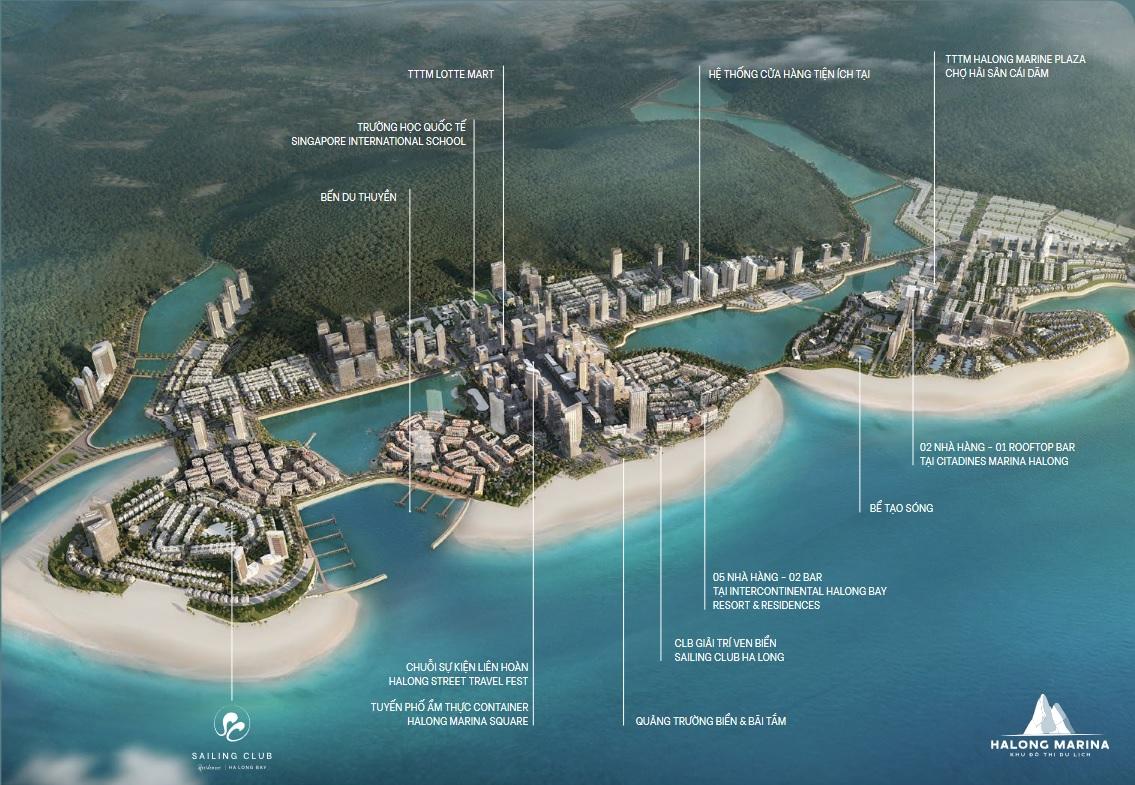 TTTM LOTTE MART
HỆ THỐNG CỬA HÀNG TIỆN ÍCH TẠI
TTTM HALONG MARINE PLAZA
CHỢ HẢI SẢN CÁI DĂM
TRƯỜNG HỌC QUỐC TẾ
SINGAPORE INTERNATIONAL SCHOOL
BẾN DU THUYỀN
02 NHÀ HÀNG - 01 ROOFTOP BAR
TẠI CITADINES MARINA HALONG
BỂ TẠO SÓNG
05 NHÀ HÀNG - 02 BAR
TẠI INTERCONTINENTAL HALONG BAY
RESORT & RESIDENCES
CLB GIẢI TRÍ VEN BIỂN
SAILING CLUB HA LONG
CHUỖI SỰ KIỆN LIÊN HOÀN
HALONG STREET TRAVEL FEST
TUYẾN PHỐ ẨM THỰC CONTAINER
HALONG MARINA SQUARE
QUẢNG TRƯỜNG BIỂN & BÃI TẮM
SAILING CLUB
Residences | HA LONG BAY
HALONG MARINA
KHU ĐÔ THỊ DU LỊCH